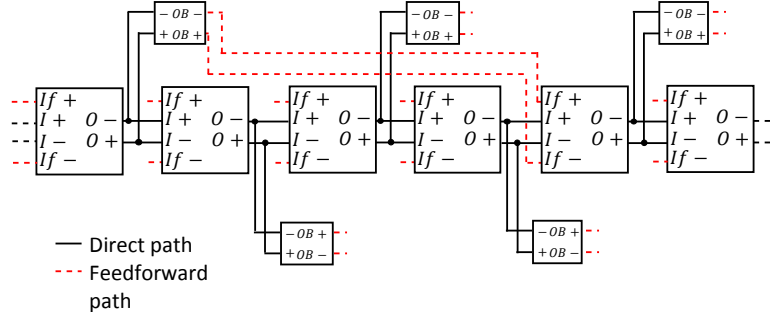 − OB −
+ OB +
− OB −
+ OB +
− OB −
+ OB +
If +
I + O −
I − O +
If −
If +
I + O −
I − O +
If −
If +
I + O −
I − O +
If −
If +
I + O −
I − O +
If −
If +
I + O −
I − O +
If −
If +
I + O −
I − O +
If −
− OB +
+ OB −
− OB +
+ OB −
Direct path
Feedforward
path